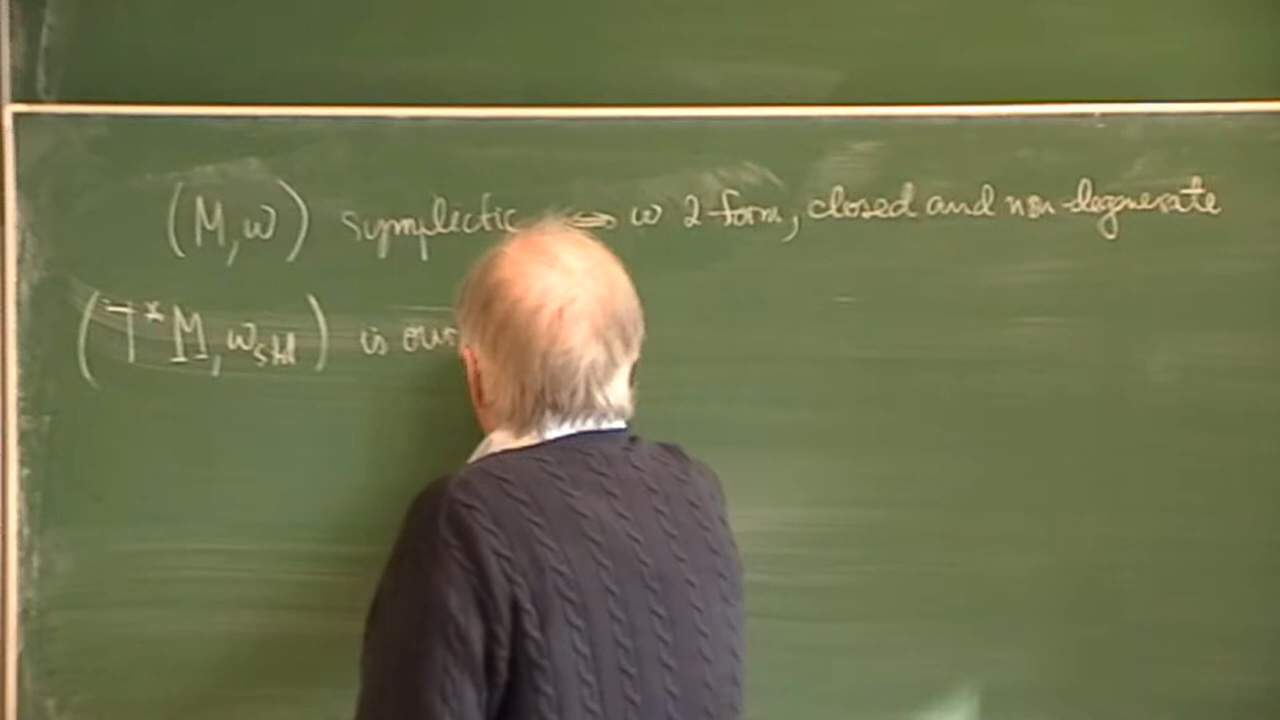 (M, ω) symplectic ⇔ ω 2-form, closed and non-degenerate
(T*M, ω_std) is our